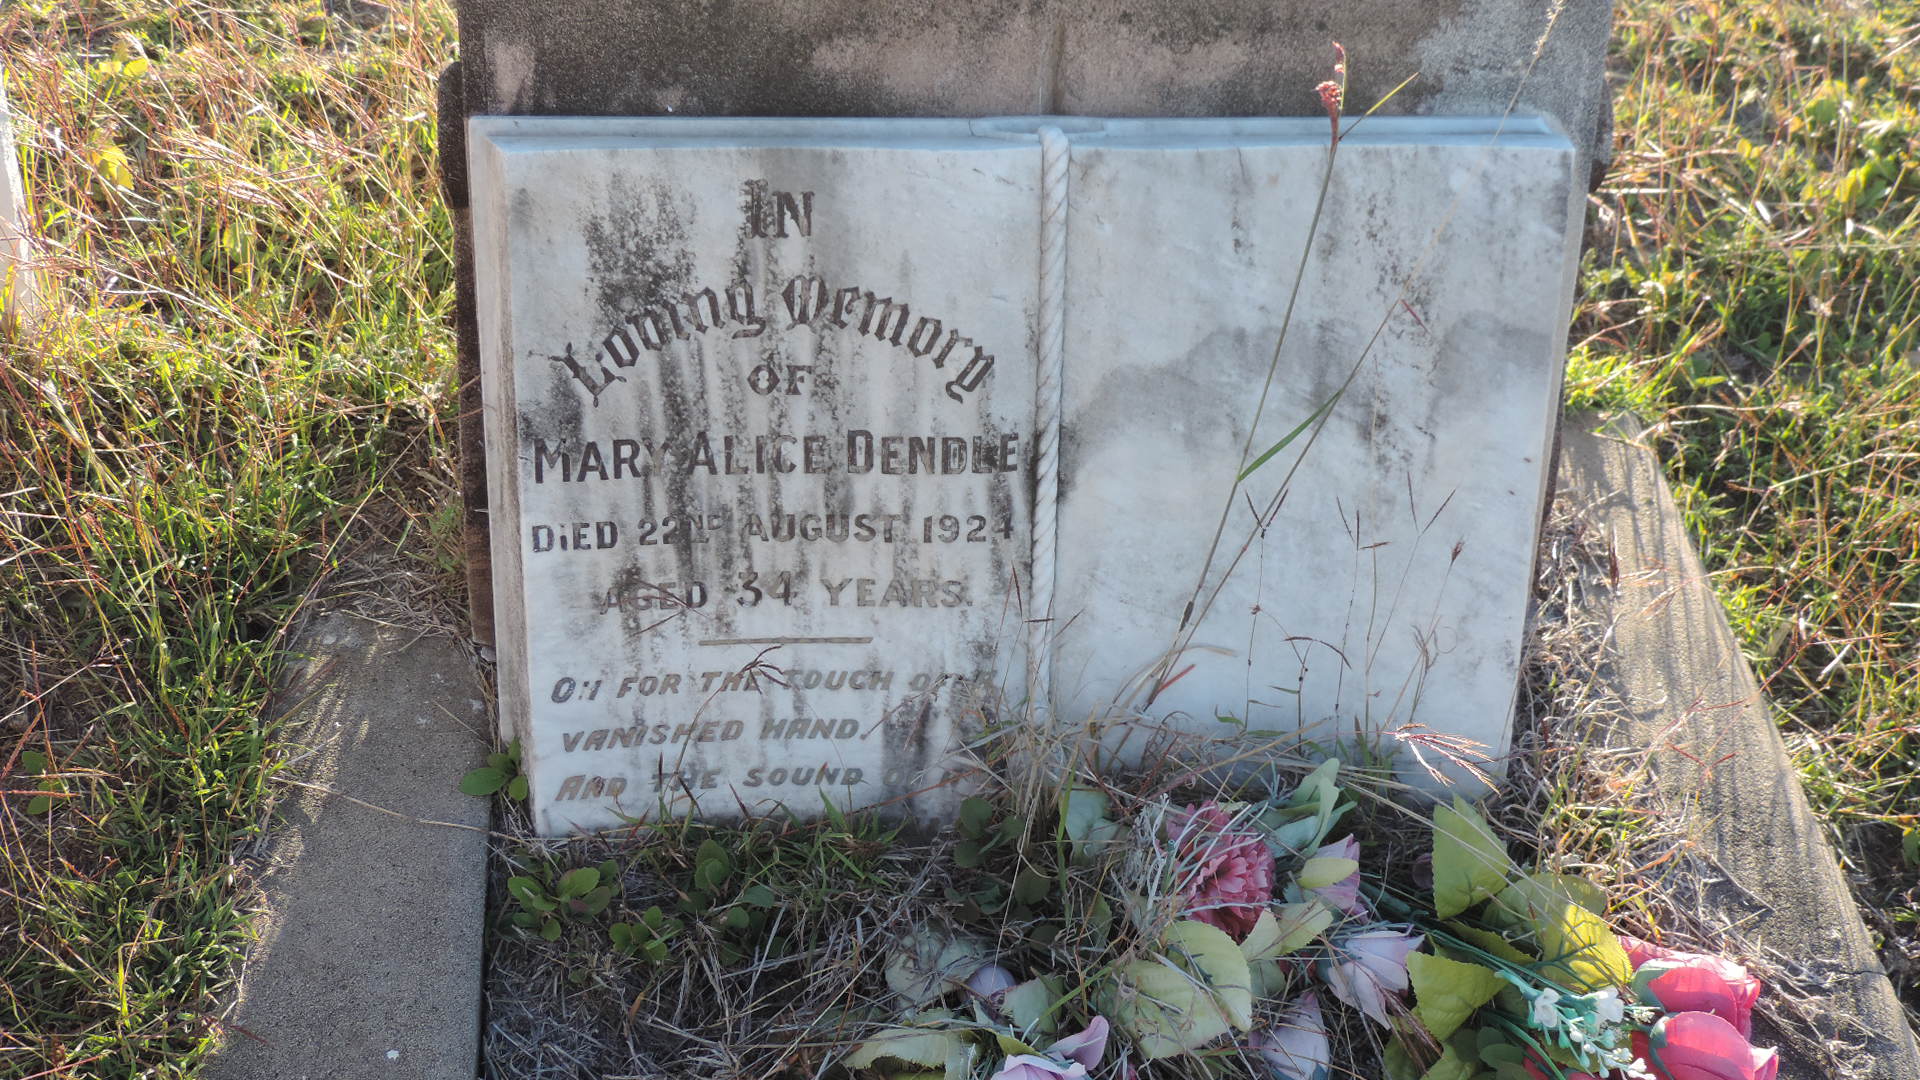 IN
Loving Memory
OF
MARY ALICE DENDLE
DIED 22ND AUGUST 1924
AGED 34 YEARS.
OH FOR THE TOUCH OF A
VANISHED HAND,
AND THE SOUND OF A